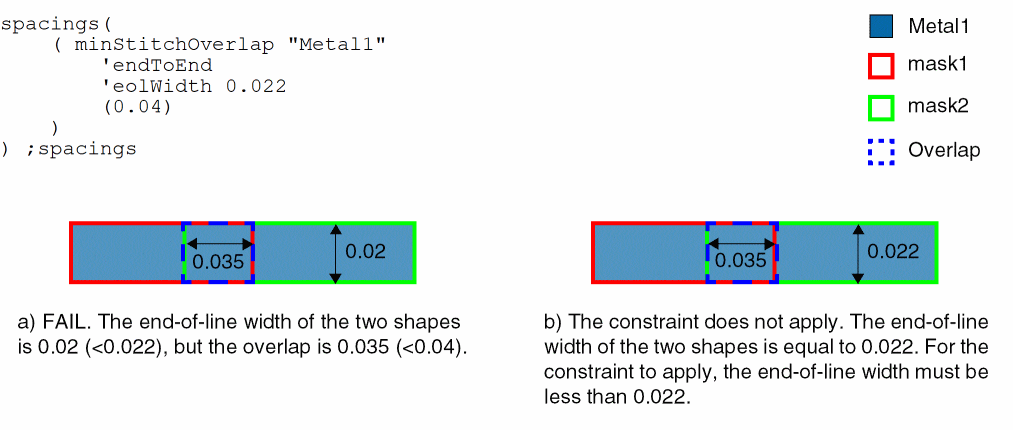 spacings(
( minStitchOverlap "Metal1"
'endToEnd
'eolWidth 0.022
(0.04)
)
) ;spacings
Metal1
mask1
mask2
Overlap
0.035
0.02
0.035
0.022
a) FAIL. The end-of-line width of the two shapes
is 0.02 (<0.022), but the overlap is 0.035 (<0.04).
b) The constraint does not apply. The end-of-line
width of the two shapes is equal to 0.022. For the
constraint to apply, the end-of-line width must be
less than 0.022.